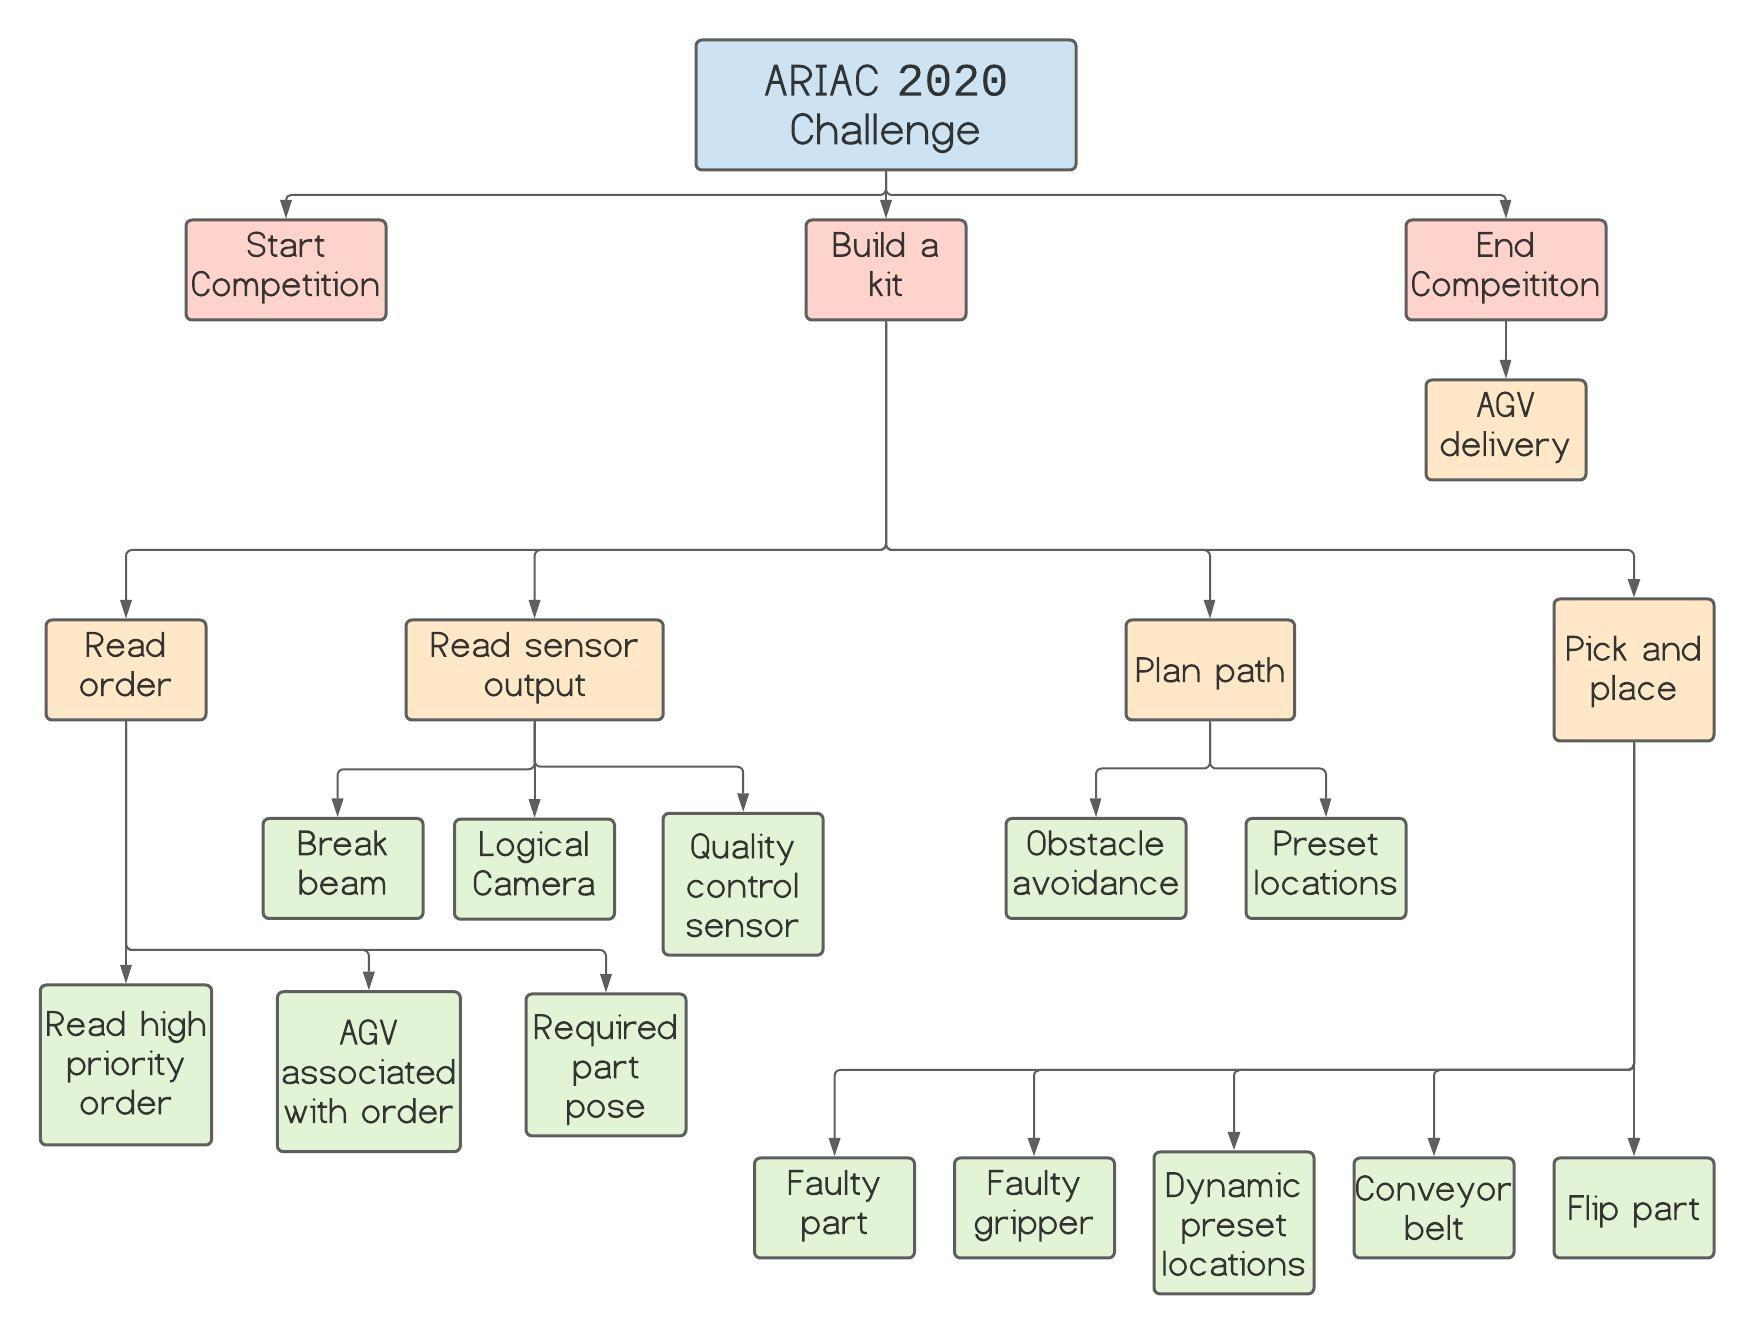 ARIAC 2020
Challenge
Start
Competition
Build a
kit
End
Compeititon
AGV
delivery
Read
order
Read sensor
output
Plan path
Pick and
place
Break
beam
Logical
Camera
Quality
control
sensor
Obstacle
avoidance
Preset
locations
Read high
priority
order
AGV
associated
with order
Required
part
pose
Faulty
part
Faulty
gripper
Dynamic
preset
locations
Conveyor
belt
Flip part